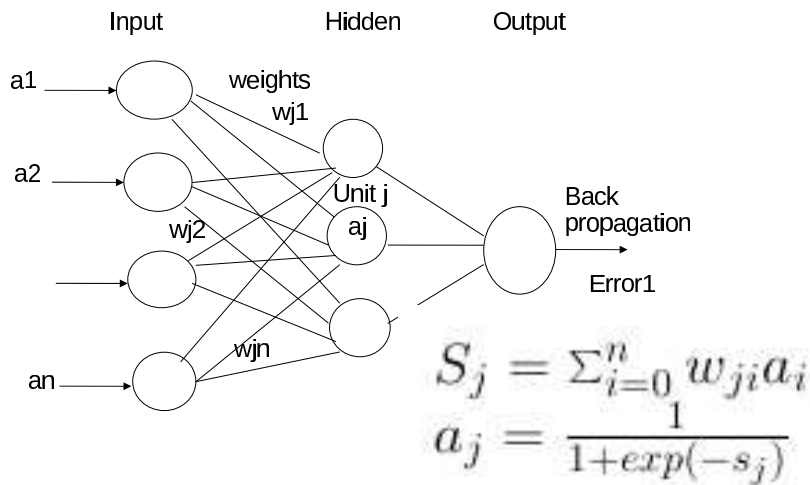 Input
Hidden
Output
a1
weights
wj1
a2
Unit j
aj
wj2
Back
propagation
Error1
wjn
an
S_j = Σ_{i=0}^{n} w_{ji} a_i
a_j = \frac{1}{1+exp(-s_j)}